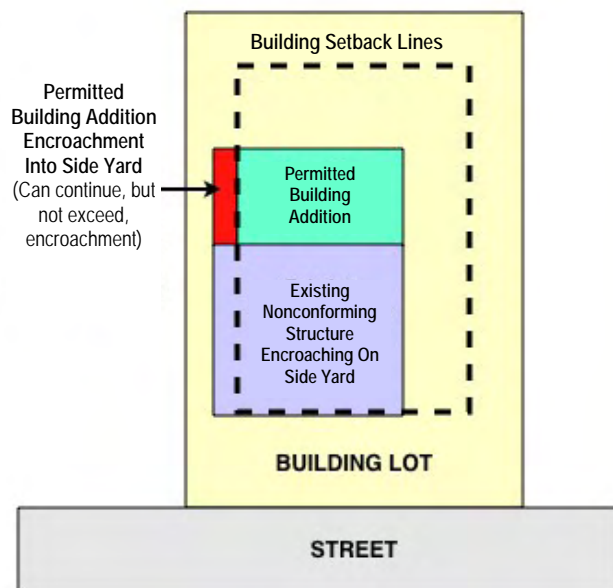 Building Setback Lines
Permitted
Building Addition
Encroachment
Into Side Yard
(Can continue, but
not exceed,
encroachment)
Permitted
Building
Addition
Existing
Nonconforming
Structure
Encroaching On
Side Yard
BUILDING LOT
STREET